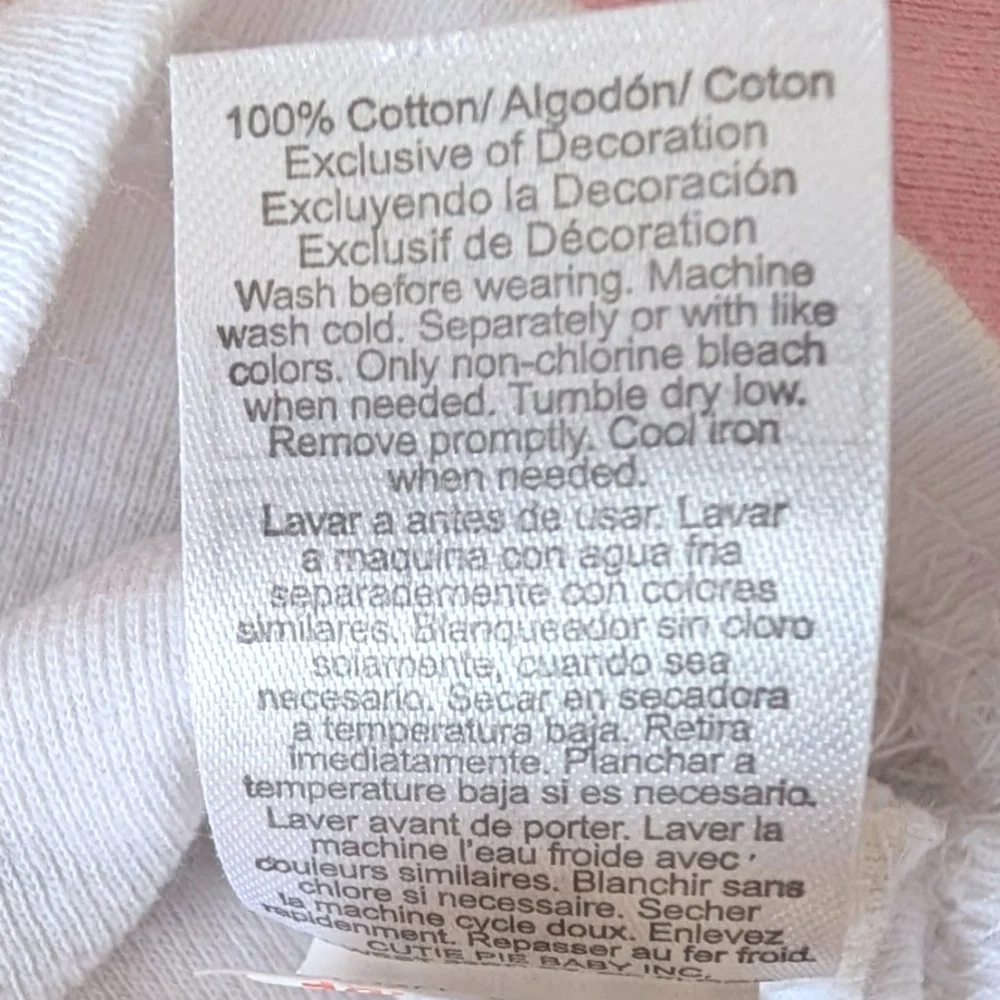 100% Cotton/ Algodón/ Coton
Exclusive of Decoration
Excluyendo la Decoración
Exclusif de Décoration
Wash before wearing. Machine
wash cold. Separately or with like
colors. Only non-chlorine bleach
when needed. Tumble dry low.
Remove promptly. Cool iron
when needed.
Lavar a antes de usar. Lavar
a maquina con agua fria
separademente con colores
similares. Blanqueador sin cloro
solamente, cuando sea
necesario. Secar en secadora
a temperatura baja. Retira
imediatamente. Planchar a
temperature baja si es necesario.
Laver avant de porter. Laver la
machine l'eau froide avec
couleurs similaires. Blanchir sans
chlore si necessaire. Secher
la machine cycle doux. Enlevez
rapidenment. Repasser au fer froid.
CUTIE PIE BABY INC.